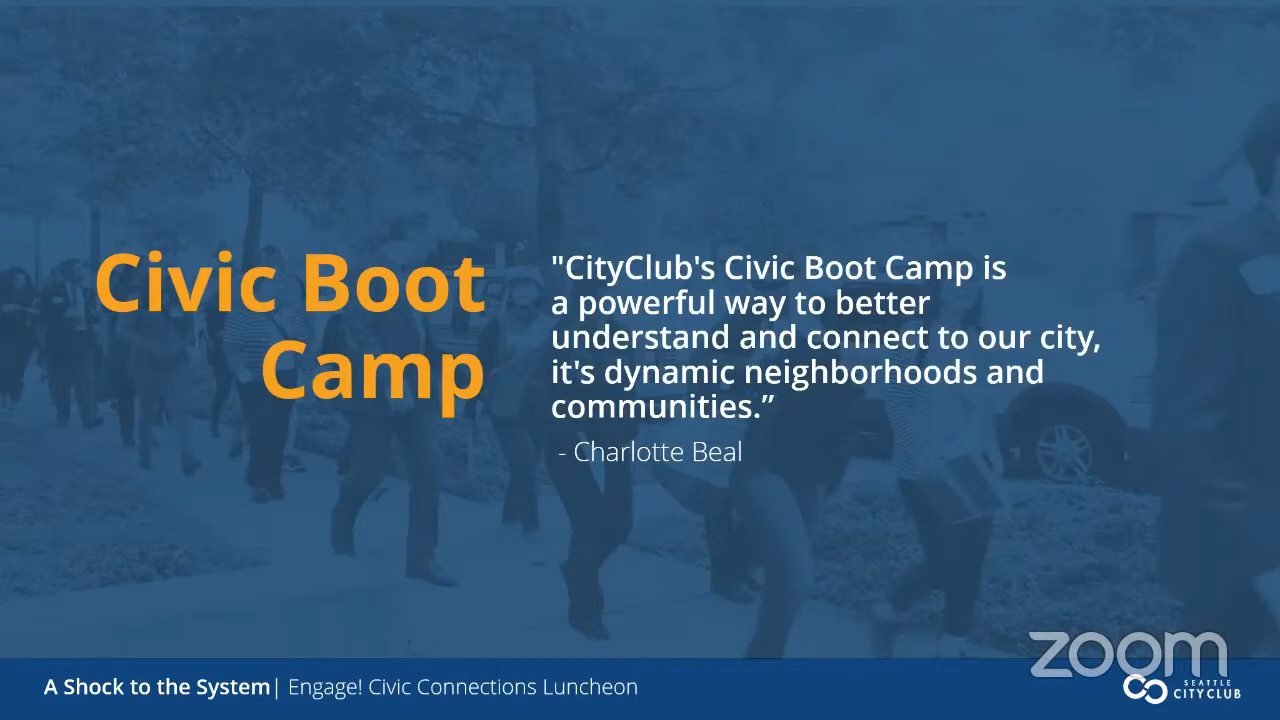 Civic Boot
Camp
"CityClub's Civic Boot Camp is
a powerful way to better
understand and connect to our city,
it's dynamic neighborhoods and
communities.”
- Charlotte Beal
zoom
A Shock to the System| Engage! Civic Connections Luncheon
SEATTLE
CITYCLUB